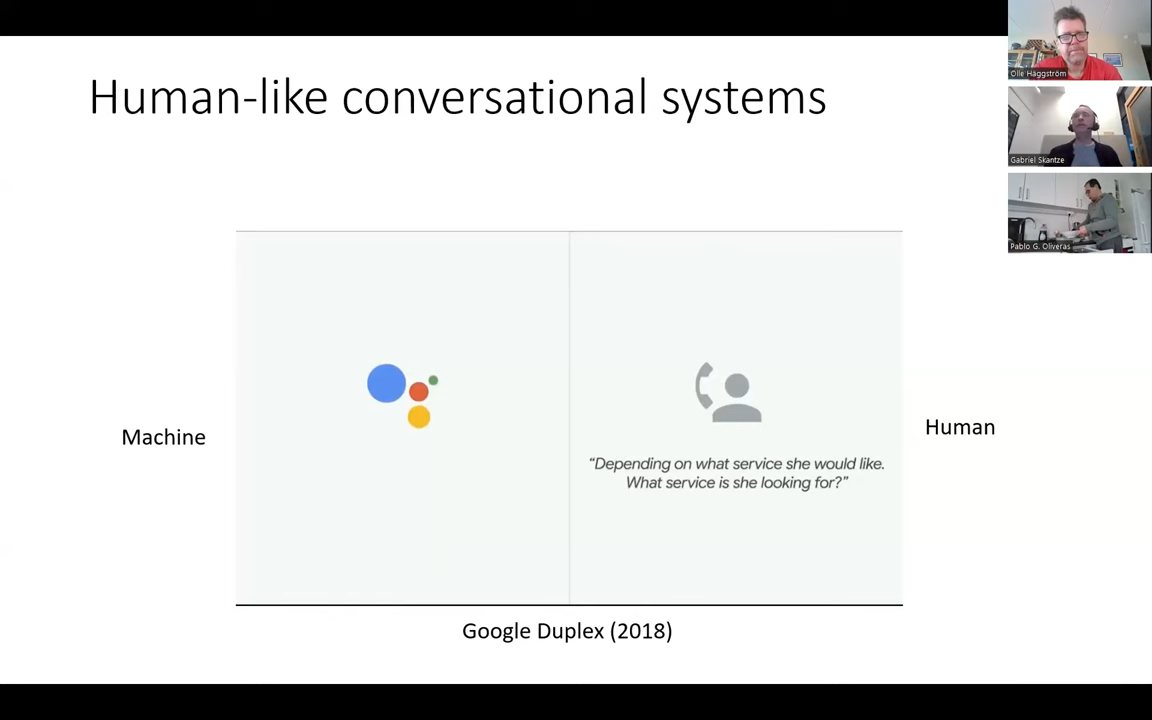 Human-like conversational systems
Olle Häggström
Gabriel Skantze
Pablo G. Oliveras
Machine
“Depending on what service she would like.
What service is she looking for?”
Human
Google Duplex (2018)